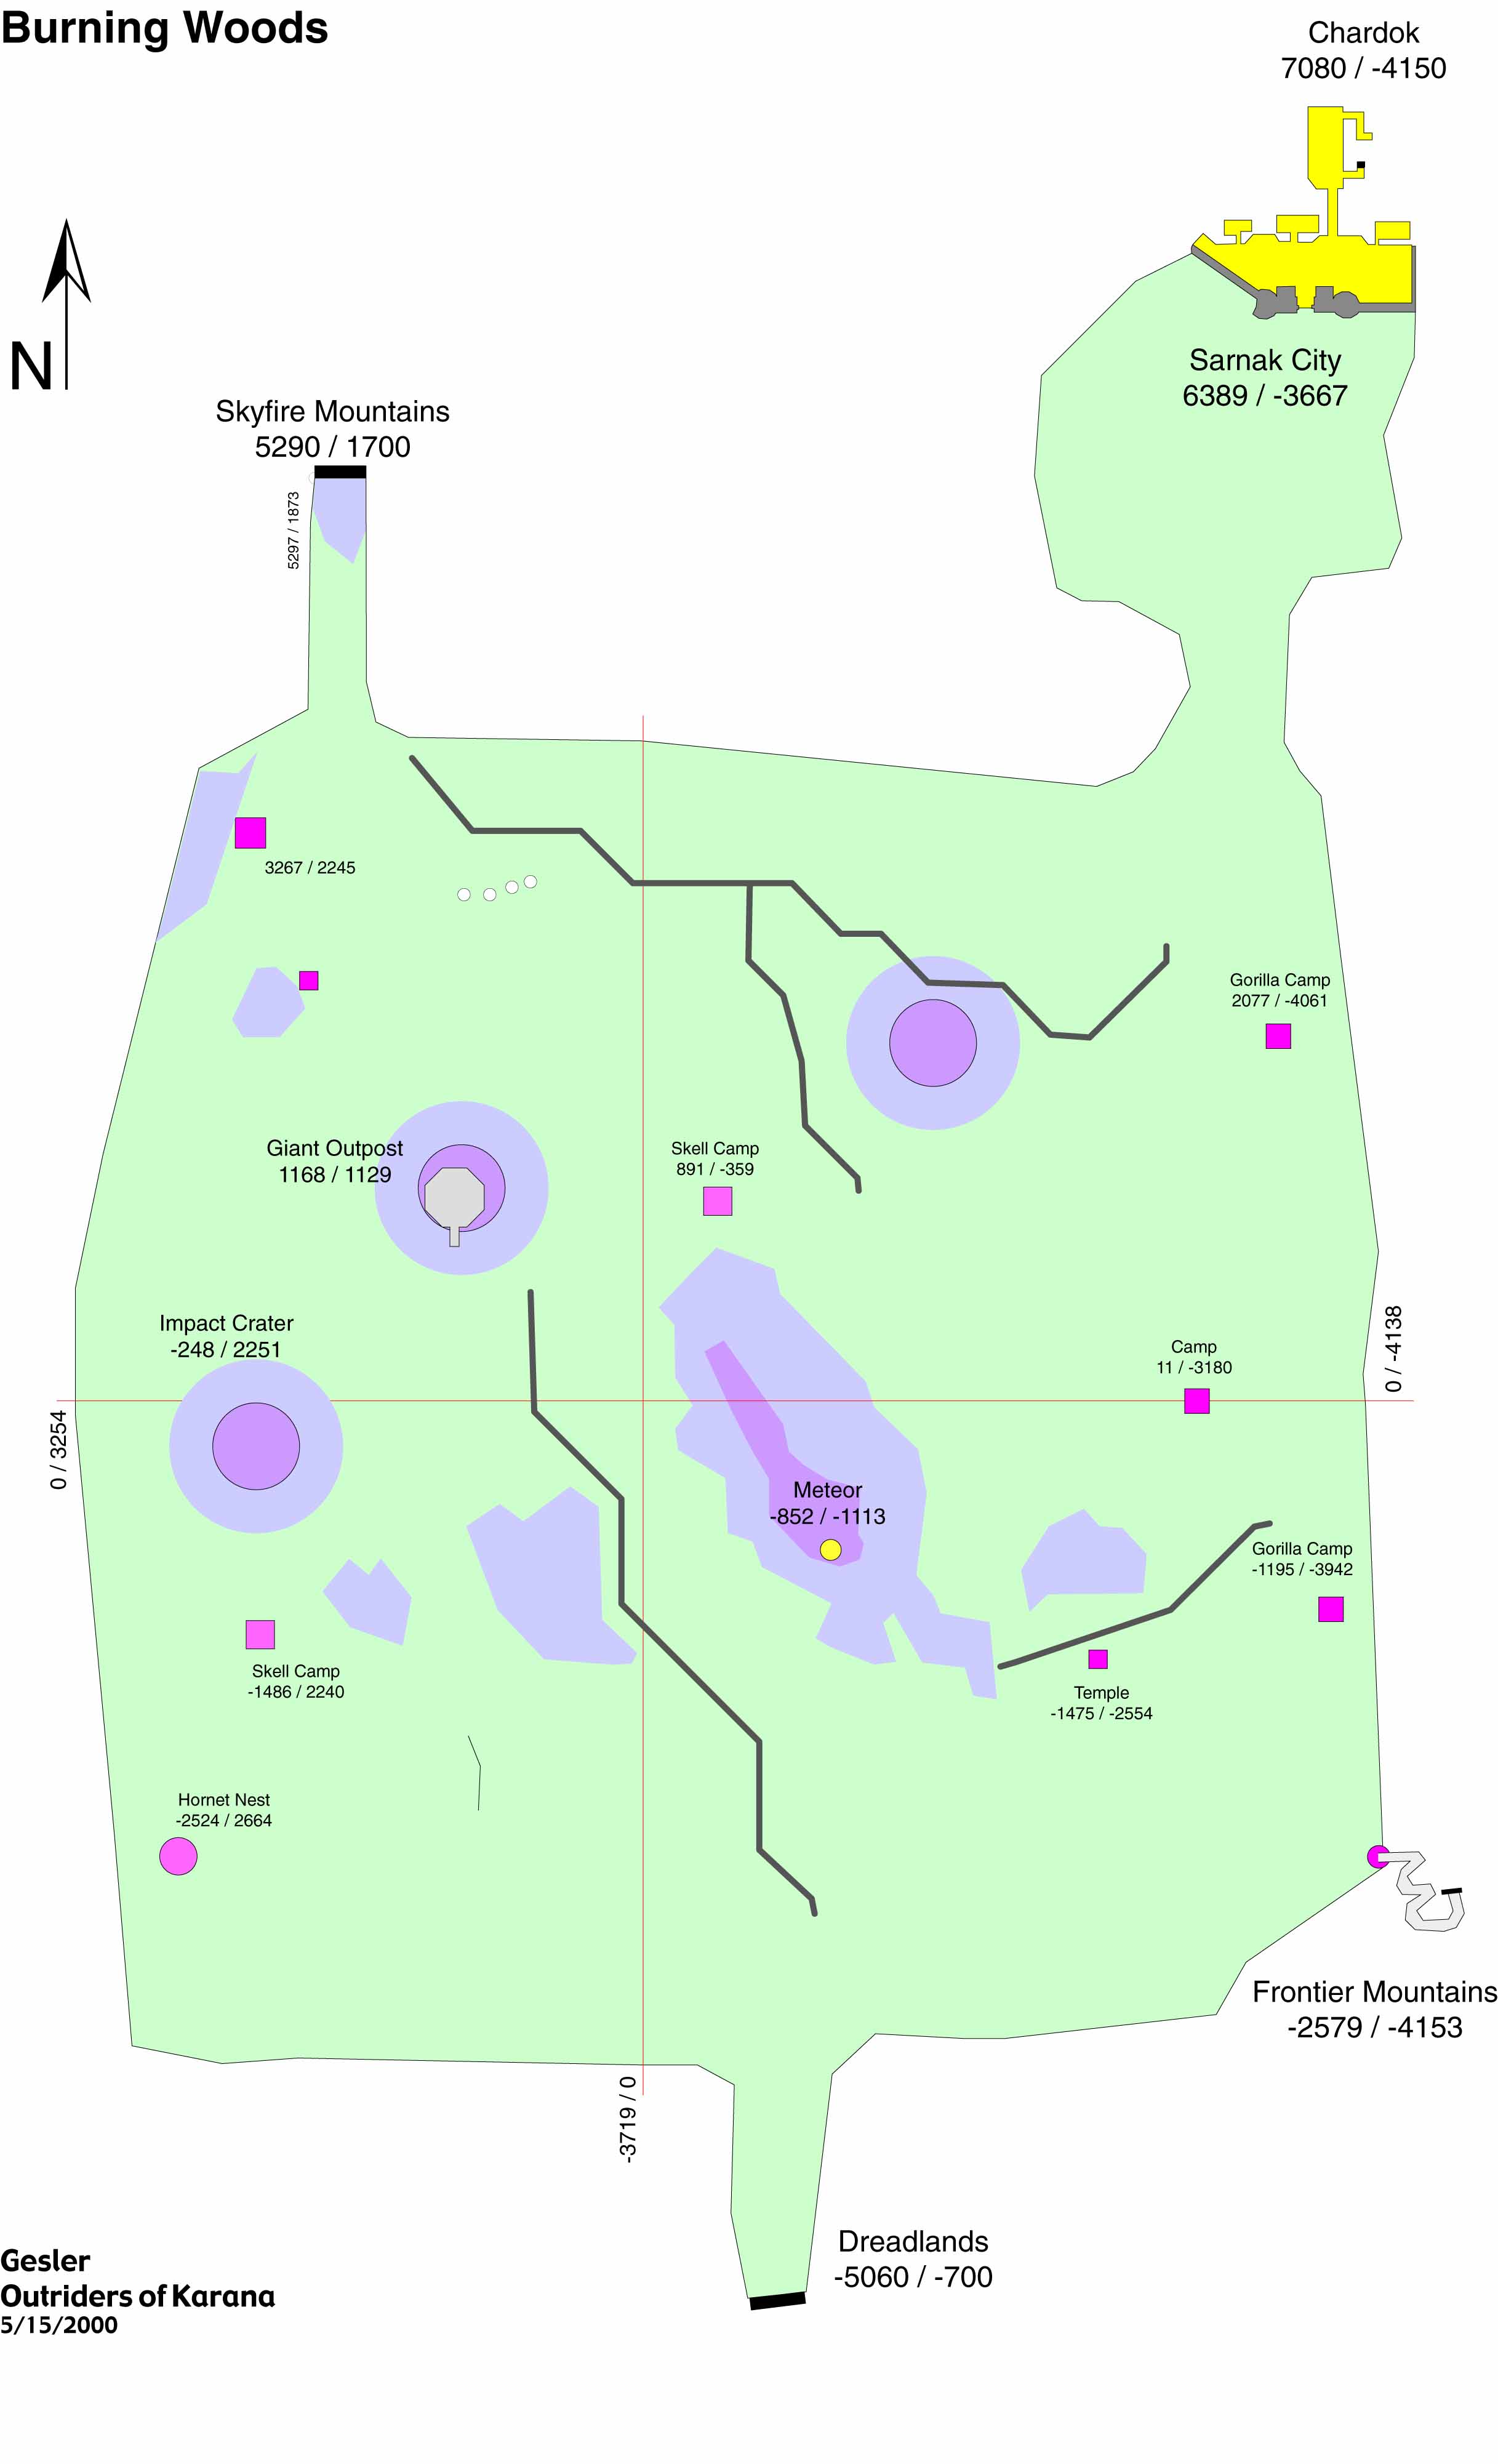 Burning Woods
Chardok
7080 / -4150
N
Sarnak City
6389 / -3667
Skyfire Mountains
5290 / 1700
5297 / 1873
3267 / 2245
Gorilla Camp
2077 / -4061
Giant Outpost
1168 / 1129
Skell Camp
891 / -359
Impact Crater
-248 / 2251
Camp
11 / -3180
0 / -4138
0 / 3254
Meteor
-852 / -1113
Gorilla Camp
-1195 / -3942
Skell Camp
-1486 / 2240
Temple
-1475 / -2554
Hornet Nest
-2524 / 2664
Frontier Mountains
-2579 / -4153
-3719 / 0
Dreadlands
-5060 / -700
Gesler
Outriders of Karana
5/15/2000